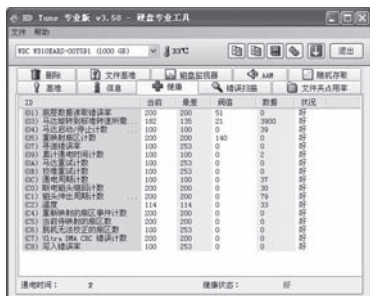 HD Tune 专业版 v3.50 - 硬盘专业工具
文件 帮助
WDC WD10EARS-00Y5B1 (1000 GB) 33℃ 退出
删除 文件基准 磁盘监视器 AAM 随机存取
基准 信息 健康 错误扫描 文件夹占用率
ID 当前 最差 阈值 数据 状况
(01) 底层数据读取错误率 200 200 51 0 好
(03) 马达旋转到标准转速所需... 182 135 21 3900 好
(04) 马达启动/停止计数 100 100 0 39 好
(05) 重映射扇区计数 200 200 140 0 好
(07) 寻道错误率 100 253 0 0 好
(09) 累计通电时间计数 100 100 0 2 好
(0A) 马达重试计数 100 253 0 0 好
(0B) 校准重试计数 100 253 0 0 好
(0C) 通电周期计数 100 100 0 37 好
(C0) 断电磁头缩回计数 200 200 0 30 好
(C1) 磁头伸出周期计数 200 200 0 79 好
(C2) 温度 114 114 0 33 好
(C4) 重新映射的扇区事件计数 200 200 0 0 好
(C5) 当前待映射的扇区数 200 200 0 0 好
(C6) 脱机无法校正的扇区数 100 253 0 0 好
(C7) Ultra DMA CRC 错误计数 200 200 0 0 好
(C8) 写入错误率 100 253 0 0 好
通电时间: 2 健康状态: 好